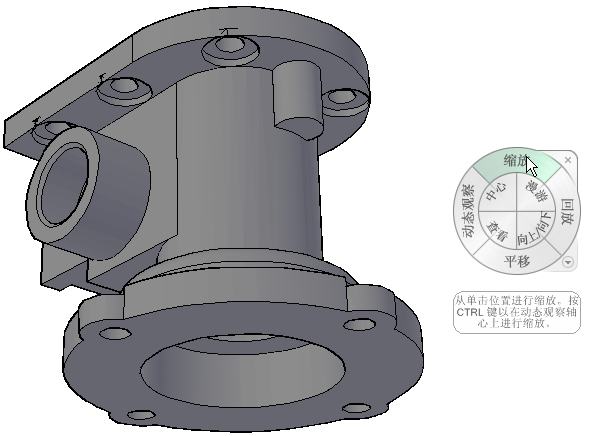 缩放
动态观察
中心
漫游
回放
查看
向上/向下
平移
从单击位置进行缩放。按
CTRL 键以在动态观察轴
心上进行缩放。